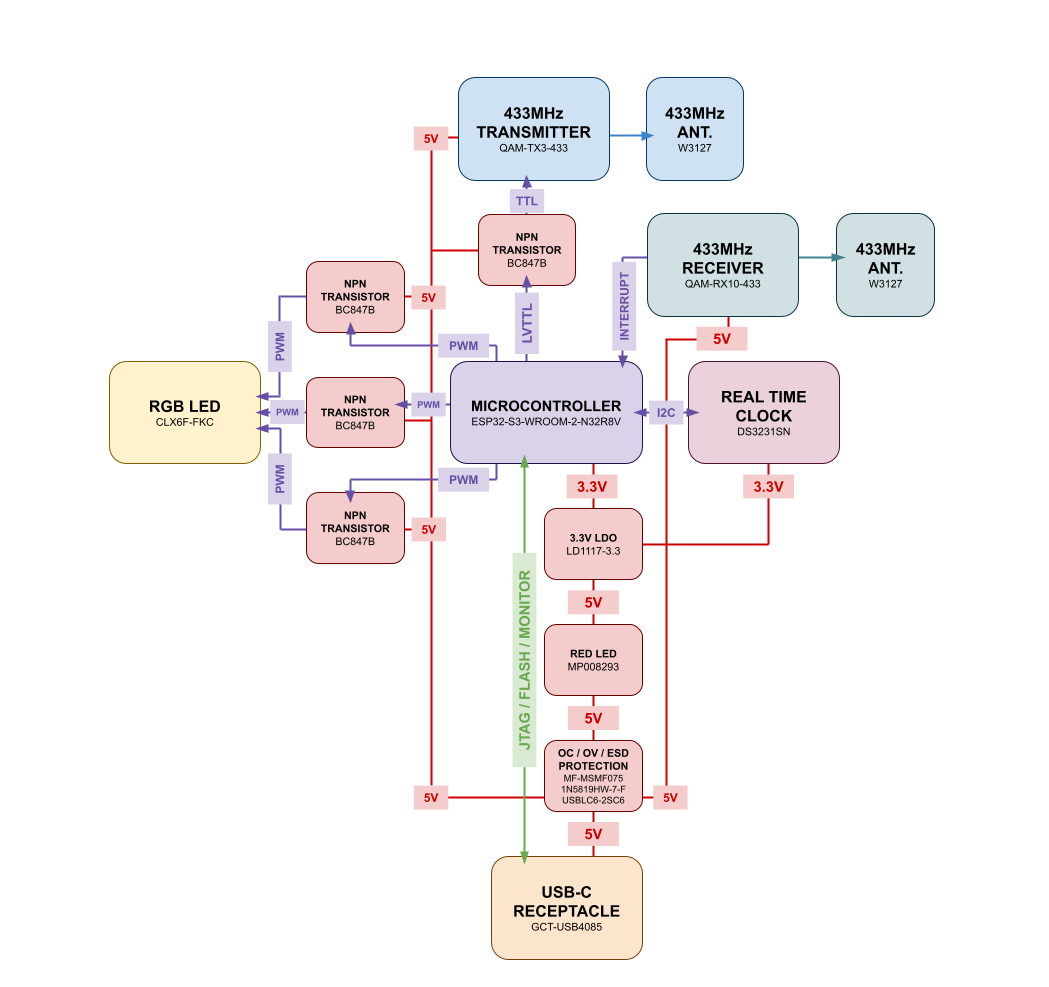 433MHz
TRANSMITTER
QAM-TX3-433
433MHz
ANT.
W3127
5V
TTL
NPN
TRANSISTOR
BC847B
433MHz
RECEIVER
QAM-RX10-433
433MHz
ANT.
W3127
NPN
TRANSISTOR
BC847B
5V
LVTTL
INTERRUPT
5V
PWM
PWM
RGB LED
CLX6F-FKC
PWM
NPN
TRANSISTOR
BC847B
PWM
MICROCONTROLLER
ESP32-S3-WROOM-2-N32R8V
I2C
REAL TIME
CLOCK
DS3231SN
PWM
PWM
3.3V
3.3V
NPN
TRANSISTOR
BC847B
5V
3.3V LDO
LD1117-3.3
5V
JTAG / FLASH / MONITOR
RED LED
MP008293
5V
OC / OV / ESD
PROTECTION
MF-MSMF075
1N5819HW-7-F
USBLC6-2SC6
5V
5V
5V
USB-C
RECEPTACLE
GCT-USB4085